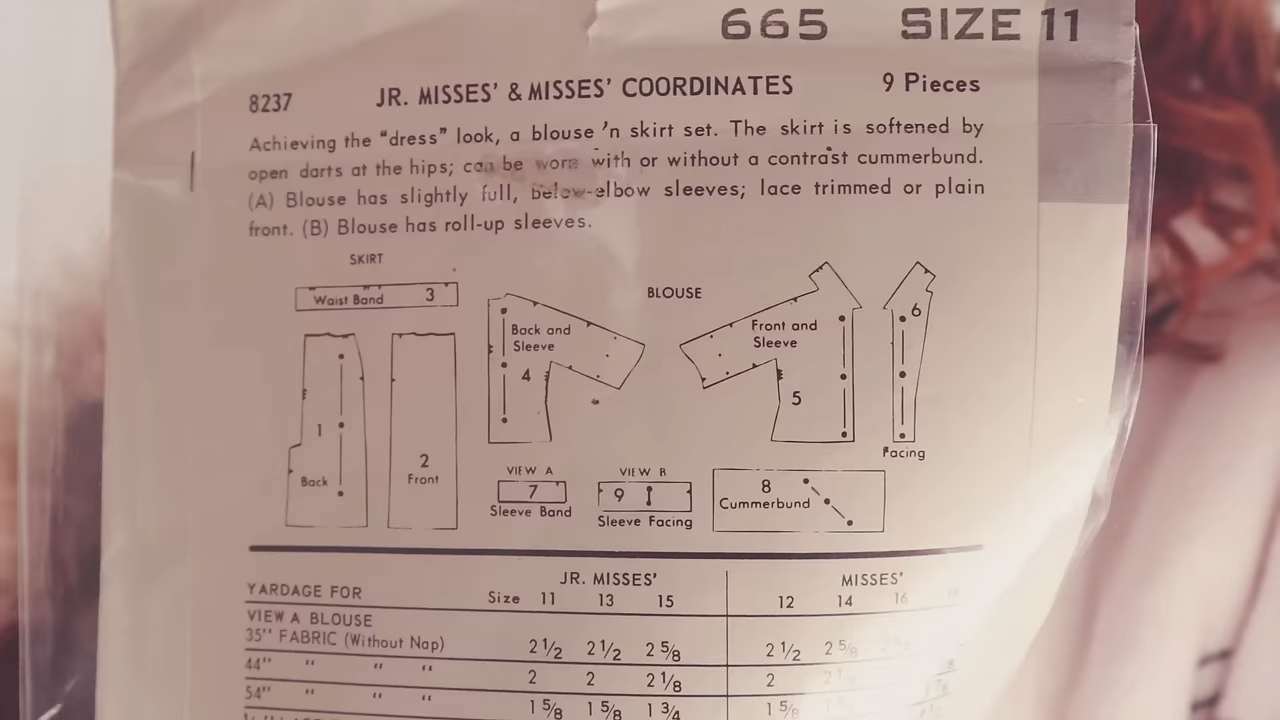 665 SIZE 11
8237 JR. MISSES' & MISSES' COORDINATES 9 Pieces
Achieving the "dress" look, a blouse 'n skirt set. The skirt is softened by
open darts at the hips; can be worn with or without a contrast cummerbund.
(A) Blouse has slightly full, below-elbow sleeves; lace trimmed or plain
front. (B) Blouse has roll-up sleeves.
SKIRT
Waist Band 3
1
Back
2
Front
BLOUSE
Back and
Sleeve
4
Front and
Sleeve
5
6
Facing
VIEW A
7
Sleeve Band
VIEW B
9
Sleeve Facing
8
Cummerbund
JR. MISSES' MISSES'
YARDAGE FOR Size 11 13 15 12 14 16
VIEW A BLOUSE
35" FABRIC (Without Nap) 2 1/2 2 1/2 2 5/8 2 1/2 2 5/8
44" " " " 2 2 2 1/8 2
54" " " " 1 5/8 1 5/8 1 3/4 1 5/8